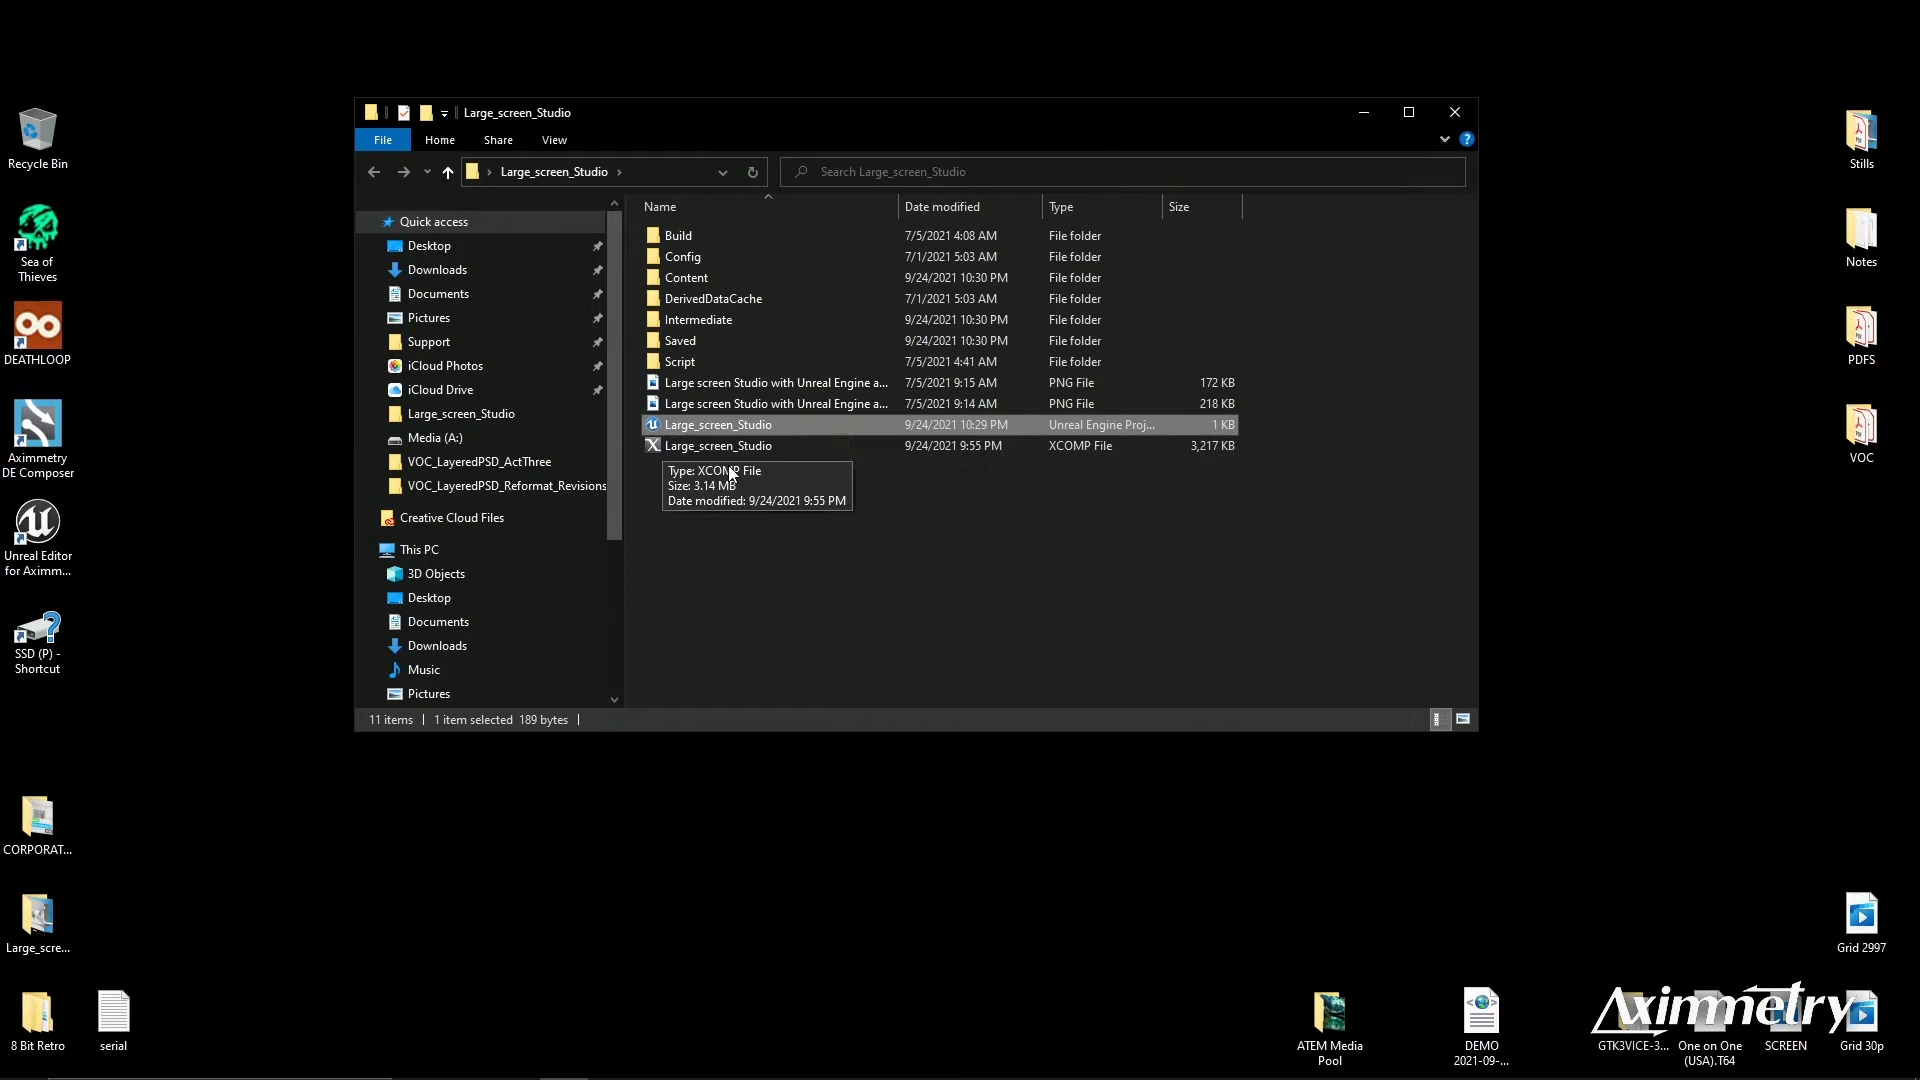 Large_screen_Studio
File
Home
Share
View
Large_screen_Studio
Search Large_screen_Studio
Name
Date modified
Type
Size
Quick access
Desktop
Downloads
Documents
Pictures
Support
iCloud Photos
iCloud Drive
Large_screen_Studio
Media (A:)
VOC_LayeredPSD_ActThree
VOC_LayeredPSD_Reformat_Revisions
Creative Cloud Files
This PC
3D Objects
Desktop
Documents
Downloads
Music
Pictures
Build 7/5/2021 4:08 AM File folder
Config 7/1/2021 5:03 AM File folder
Content 9/24/2021 10:30 PM File folder
DerivedDataCache 7/1/2021 5:03 AM File folder
Intermediate 9/24/2021 10:30 PM File folder
Saved 9/24/2021 10:30 PM File folder
Script 7/5/2021 4:41 AM File folder
Large screen Studio with Unreal Engine a... 7/5/2021 9:15 AM PNG File 172 KB
Large screen Studio with Unreal Engine a... 7/5/2021 9:14 AM PNG File 218 KB
Large_screen_Studio 9/24/2021 10:29 PM Unreal Engine Proj... 1 KB
Large_screen_Studio 9/24/2021 9:55 PM XCOMP File 3,217 KB
Type: XCOMP File
Size: 3.14 MB
Date modified: 9/24/2021 9:55 PM
11 items
1 item selected 189 bytes
Recycle Bin
Sea of
Thieves
DEATHLOOP
Aximmetry
DE Composer
Unreal Editor
for Aximm...
SSD (P) -
Shortcut
CORPORAT...
Large_scre...
8 Bit Retro
serial
Stills
Notes
PDFS
VOC
Grid 2997
ATEM Media
Pool
DEMO
2021-09-...
Aximmetry
GTK3VICE-3...
One on One
(USA).T64
SCREEN
Grid 30p